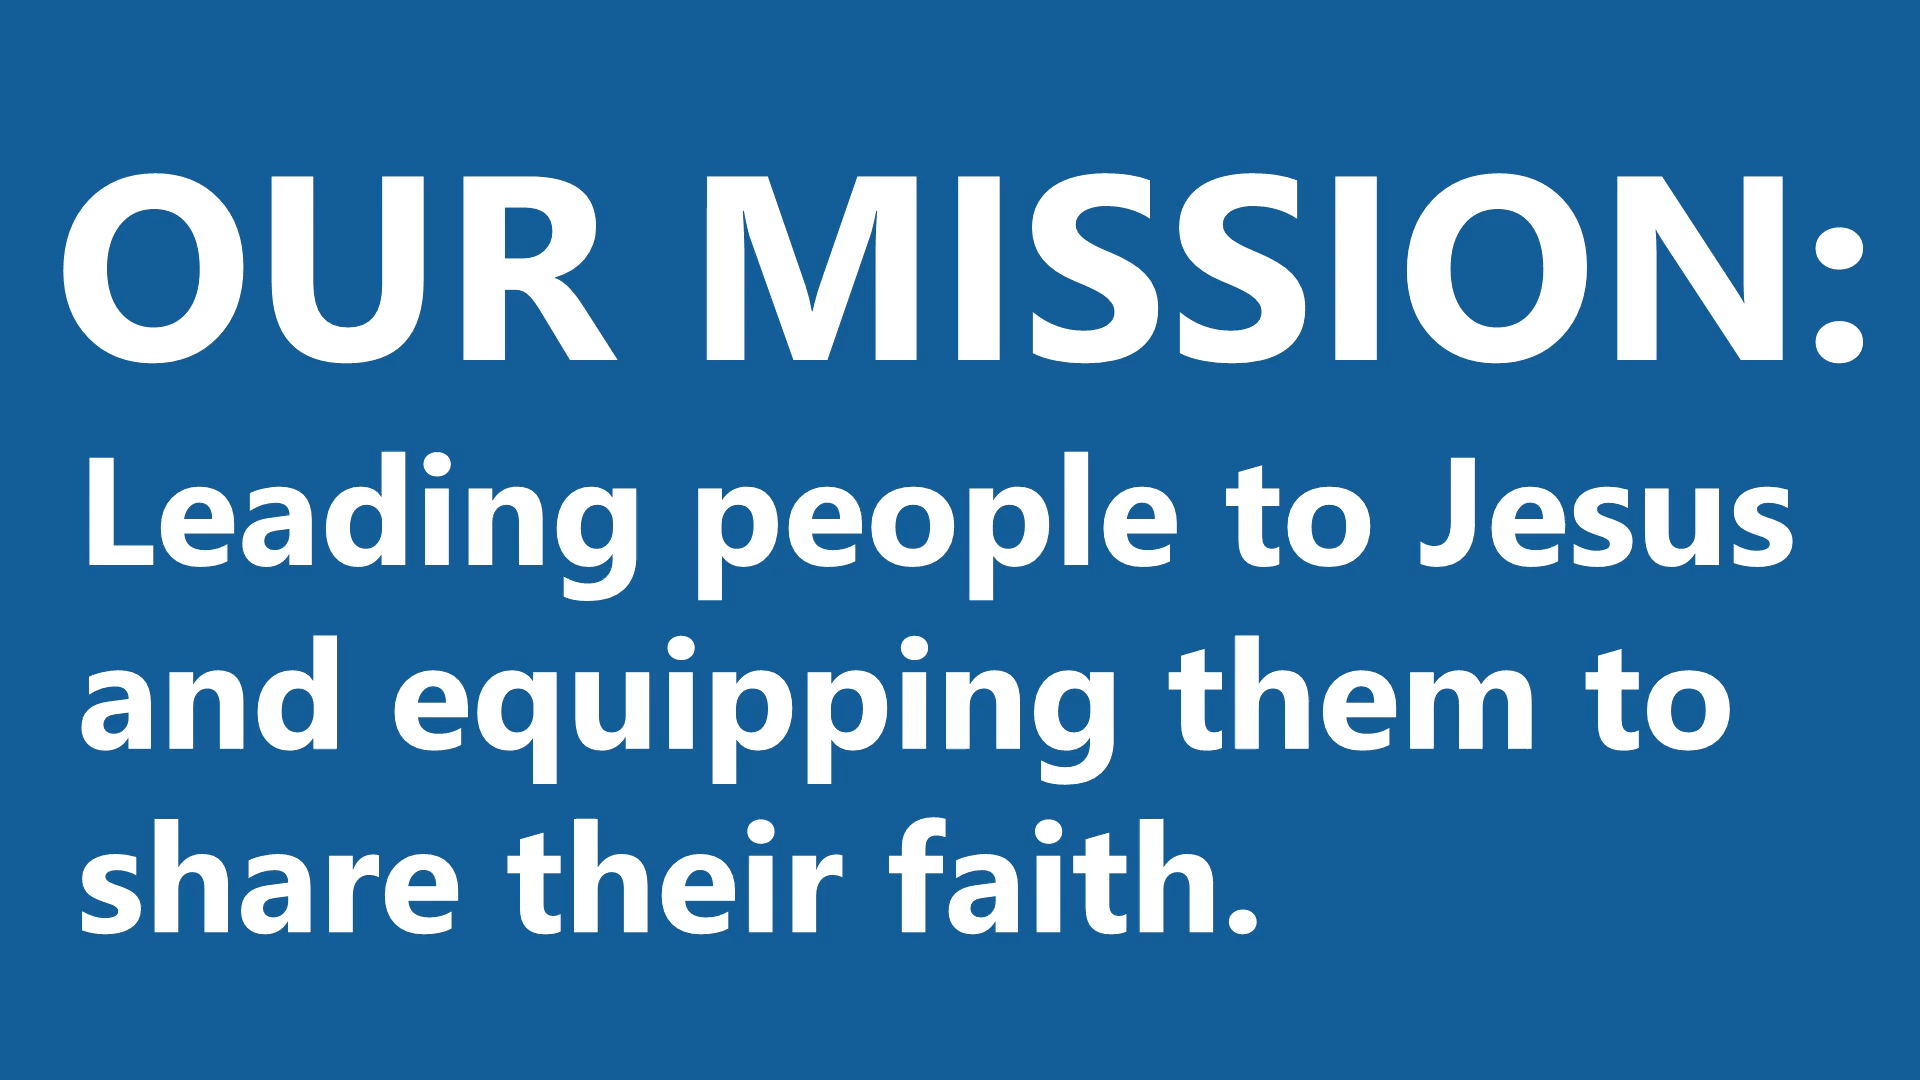 OUR MISSION:
Leading people to Jesus
and equipping them to
share their faith.